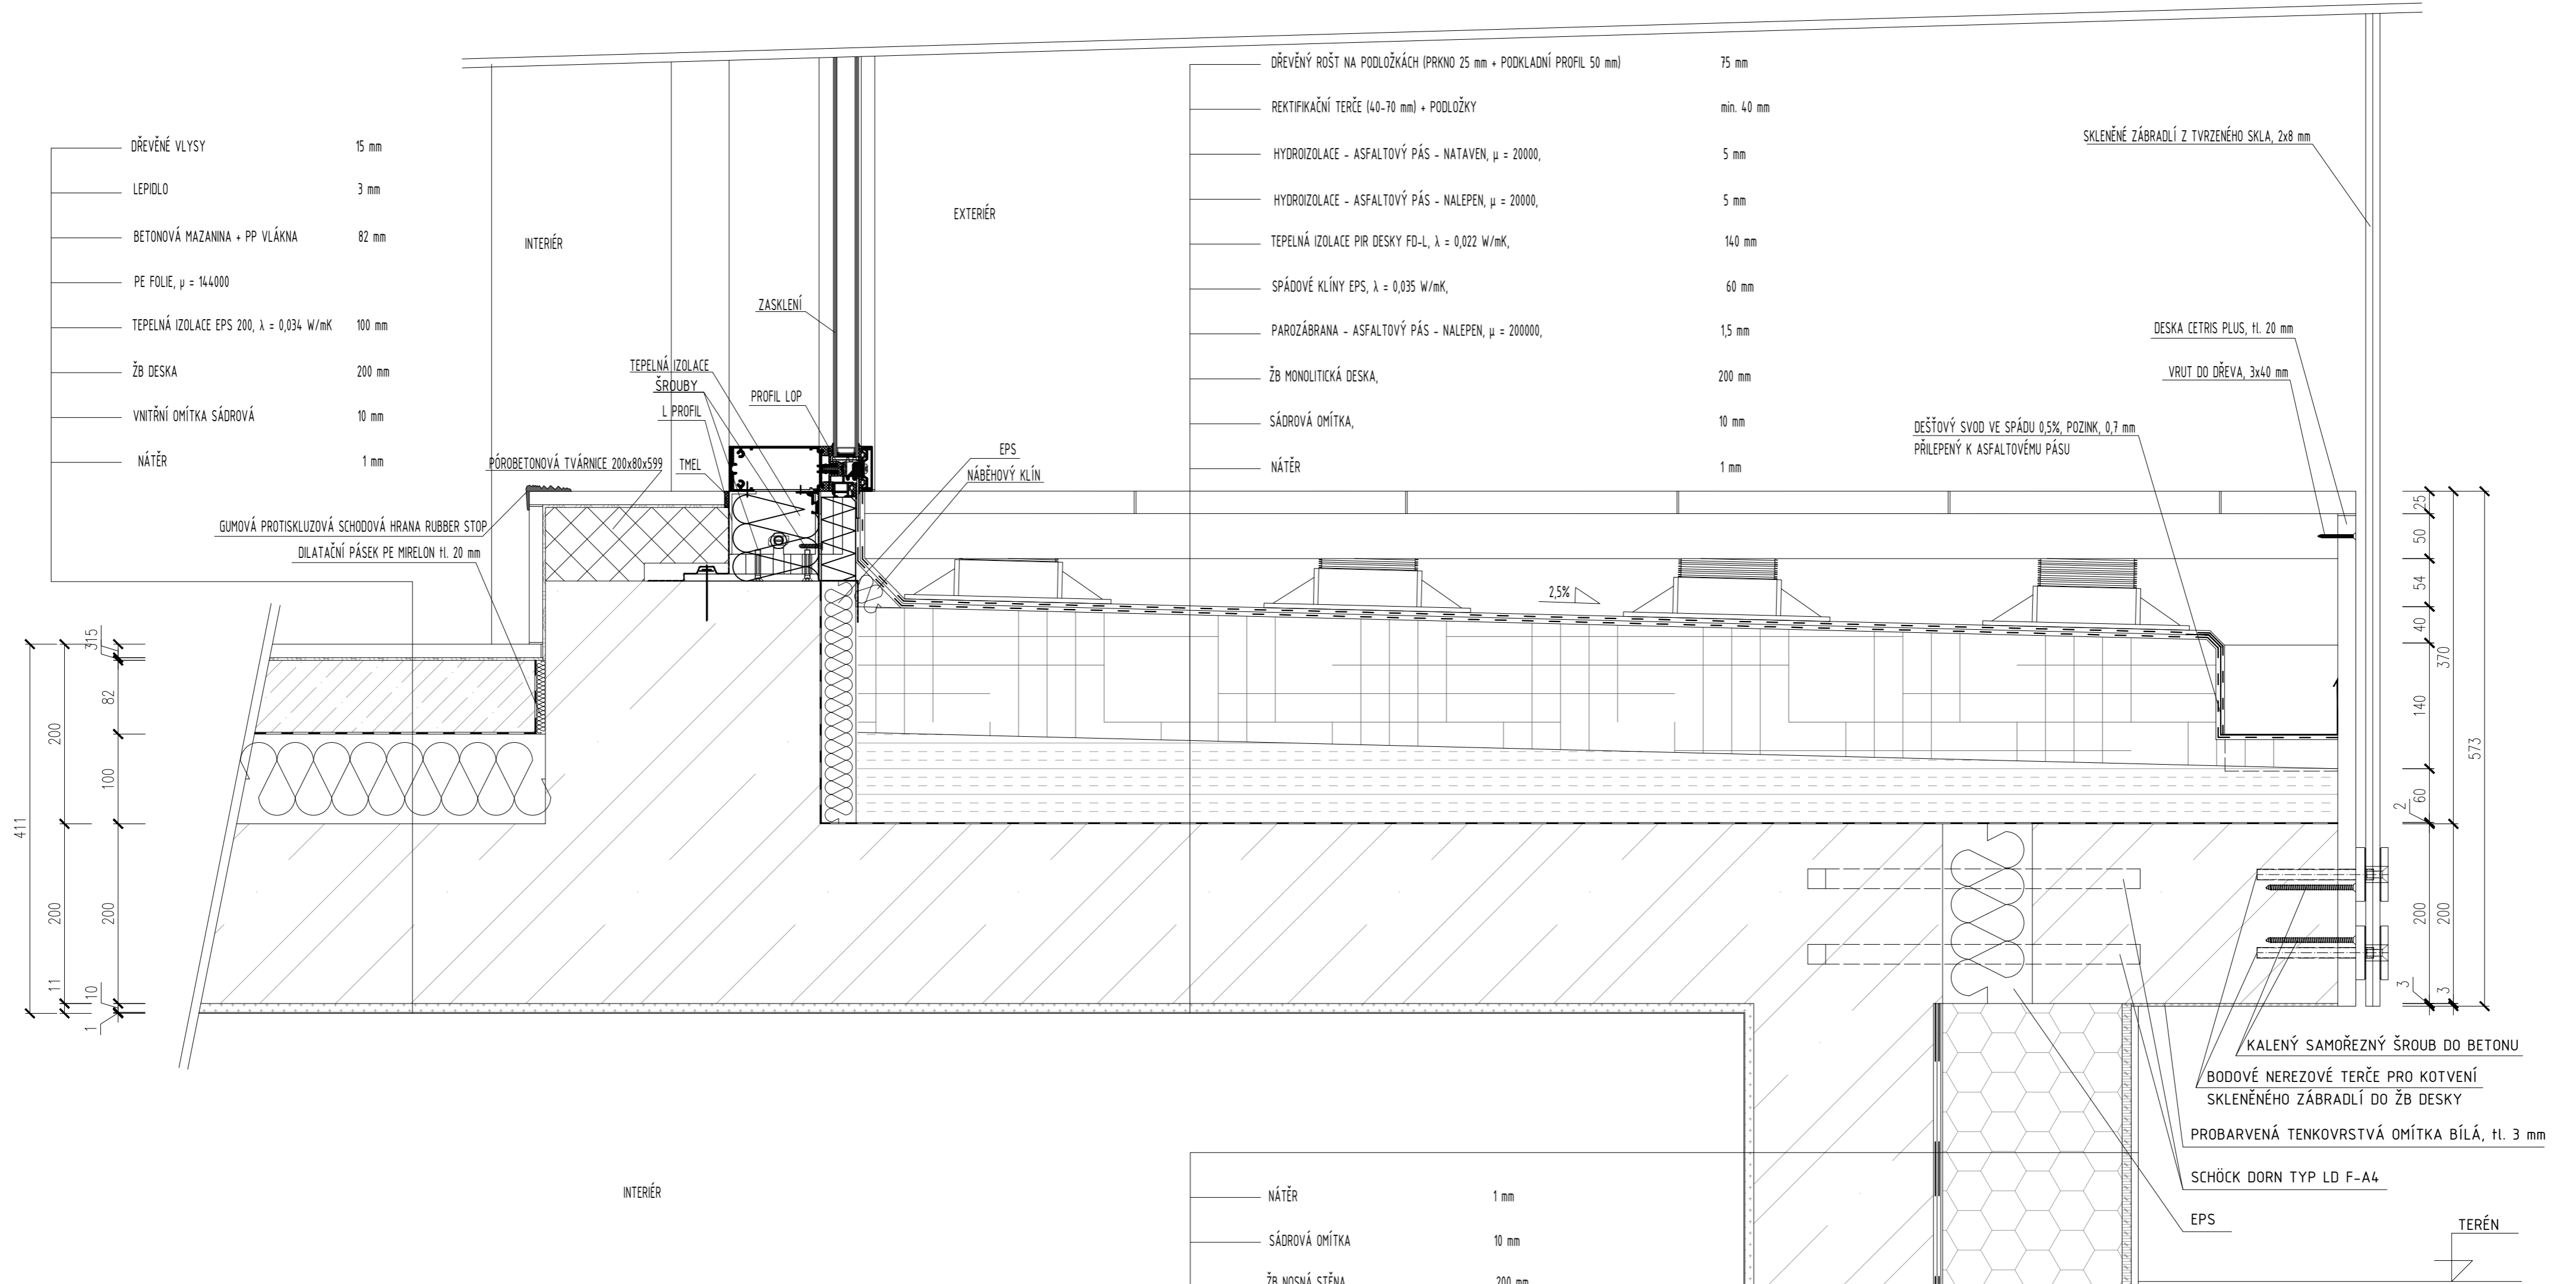 DŘEVĚNÉ VLYSY 15 mm
LEPIDLO 3 mm
BETONOVÁ MAZANINA + PP VLÁKNA 82 mm
PE FOLIE, μ = 144000
TEPELNÁ IZOLACE EPS 200, λ = 0,034 W/mK 100 mm
ŽB DESKA 200 mm
VNITŘNÍ OMÍTKA SÁDROVÁ 10 mm
NÁTĚR 1 mm
INTERIÉR
EXTERIÉR
DŘEVĚNÝ ROŠT NA PODLOŽKÁCH (PRKNO 25 mm + PODKLADNÍ PROFIL 50 mm) 75 mm
REKTIFIKAČNÍ TERČE (40-70 mm) + PODLOŽKY min. 40 mm
HYDROIZOLACE - ASFALTOVÝ PÁS - NATAVEN, μ = 20000, 5 mm
HYDROIZOLACE - ASFALTOVÝ PÁS - NALEPEN, μ = 20000, 5 mm
TEPELNÁ IZOLACE PIR DESKY FD-L, λ = 0,022 W/mK, 140 mm
SPÁDOVÉ KLÍNY EPS, λ = 0,035 W/mK, 60 mm
PAROZÁBRANA - ASFALTOVÝ PÁS - NALEPEN, μ = 200000, 1,5 mm
ŽB MONOLITICKÁ DESKA, 200 mm
SÁDROVÁ OMÍTKA, 10 mm
NÁTĚR 1 mm
SKLENĚNÉ ZÁBRADLÍ Z TVRZENÉHO SKLA, 2x8 mm
DESKA CETRIS PLUS, tl. 20 mm
VRUT DO DŘEVA, 3x40 mm
DEŠŤOVÝ SVOD VE SPÁDU 0,5%, POZINK, 0,7 mm
PŘILEPENÝ K ASFALTOVÉMU PÁSU
ZASKLENÍ
TEPELNÁ IZOLACE
ŠROUBY
L PROFIL
PROFIL LOP
PÓROBETONOVÁ TVÁRNICE 200x80x599
TMEL
EPS
NÁBĚHOVÝ KLÍN
GUMOVÁ PROTISKLUZOVÁ SCHODOVÁ HRANA RUBBER STOP
DILATAČNÍ PÁSEK PE MIRELON tl. 20 mm
2,5%
411
200
200
11
315
82
100
200
10
1
25
50
54
40
140
60
2
200
3
370
200
3
573
KALENÝ SAMOŘEZNÝ ŠROUB DO BETONU
BODOVÉ NEREZOVÉ TERČE PRO KOTVENÍ
SKLENĚNÉHO ZÁBRADLÍ DO ŽB DESKY
PROBARVENÁ TENKOVRSTVÁ OMÍTKA BÍLÁ, tl. 3 mm
SCHÖCK DORN TYP LD F-A4
EPS
TERÉN
INTERIÉR
NÁTĚR 1 mm
SÁDROVÁ OMÍTKA 10 mm
ŽB NOSNÁ STĚNA 200 mm